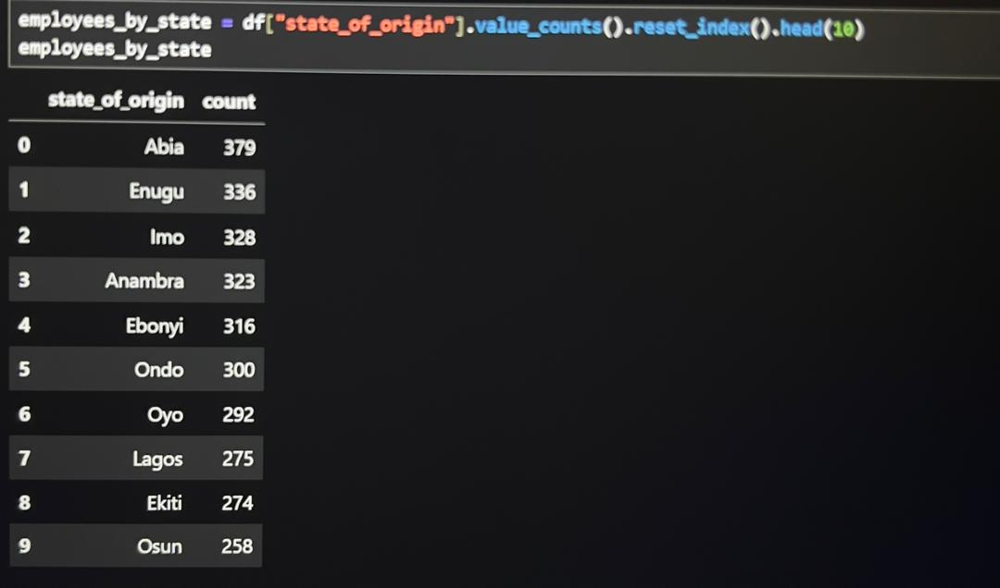 employees_by_state = df["state_of_origin"].value_counts().reset_index().head(10)
employees_by_state
state_of_origin count
0 Abia 379
1 Enugu 336
2 Imo 328
3 Anambra 323
4 Ebonyi 316
5 Ondo 300
6 Oyo 292
7 Lagos 275
8 Ekiti 274
9 Osun 258